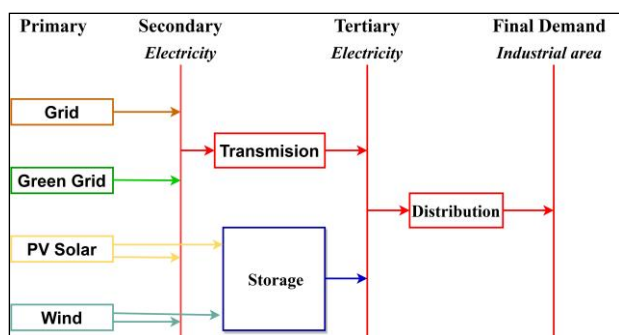 Primary
Secondary
Tertiary
Final Demand
Electricity
Electricity
Industrial area
Grid
Transmision
Green Grid
Distribution
PV Solar
Storage
Wind